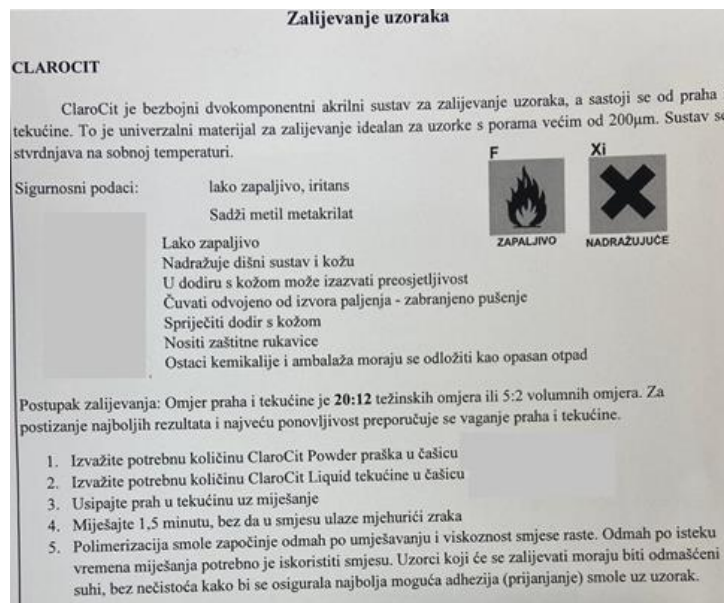 Zalijevanje uzoraka
CLAROCIT
ClaroCit je bezbojni dvokomponentni akrilni sustav za zalijevanje uzoraka, a sastoji se od praha
tekućine. To je univerzalni materijal za zalijevanje idealan za uzorke s porama većim od 200μm. Sustav se
stvrdnjava na sobnoj temperaturi.
F Xi
Sigurnosni podaci: lako zapaljivo, iritans
Sadži metil metakrilat
ZAPALJIVO NADRAŽUJUĆE
Lako zapaljivo
Nadražuje dišni sustav i kožu
U dodiru s kožom može izazvati preosjetljivost
Čuvati odvojeno od izvora paljenja - zabranjeno pušenje
Spriječiti dodir s kožom
Nositi zaštitne rukavice
Ostaci kemikalije i ambalaža moraju se odložiti kao opasan otpad
Postupak zalijevanja: Omjer praha i tekućine je 20:12 težinskih omjera ili 5:2 volumnih omjera. Za
postizanje najboljih rezultata i najveću ponovljivost preporučuje se vaganje praha i tekućine.
1. Izvažite potrebnu količinu ClaroCit Powder praška u čašicu
2. Izvažite potrebnu količinu ClaroCit Liquid tekućine u čašicu
3. Usipajte prah u tekućinu uz miješanje
4. Miješajte 1,5 minutu, bez da u smjesu ulaze mjehurići zraka
5. Polimerizacija smole započinje odmah po umješavanju i viskoznost smjese raste. Odmah po isteku
vremena miješanja potrebno je iskoristiti smjesu. Uzorci koji će se zalijevati moraju biti odmašćeni
suhi, bez nečistoća kako bi se osigurala najbolja moguća adhezija (prijanjanje) smole uz uzorak.